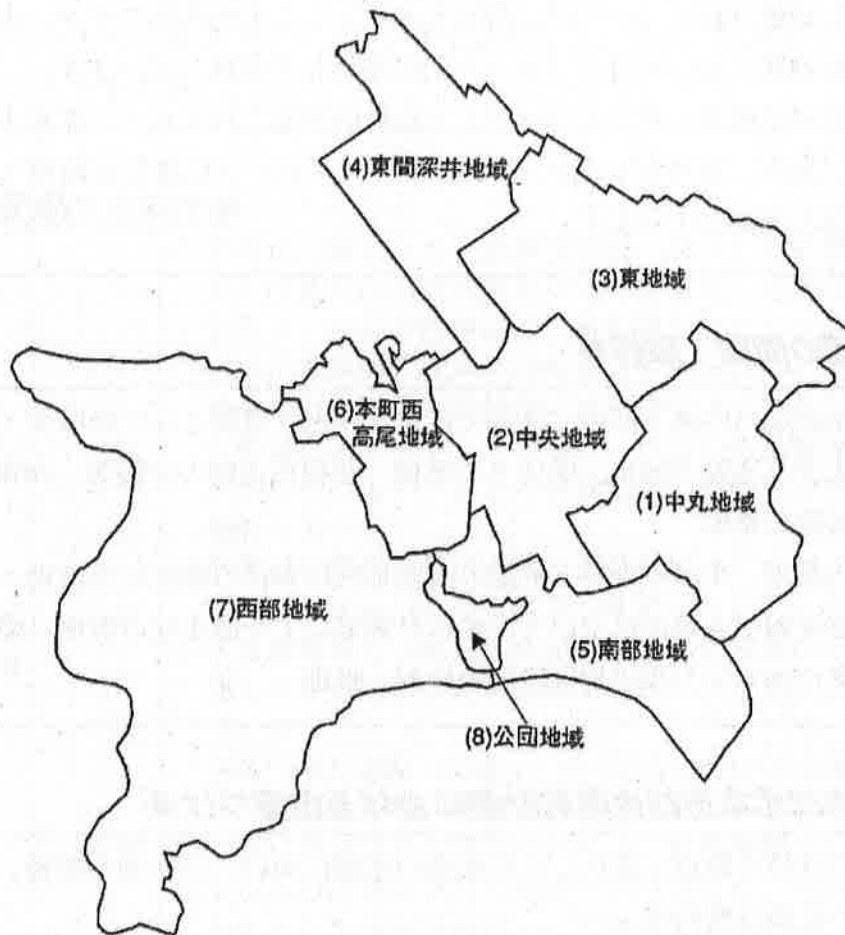 (4)東間深井地域
(3)東地域
(6)本町西
高尾地域
(2)中央地域
(1)中丸地域
(7)西部地域
(5)南部地域
(8)公団地域